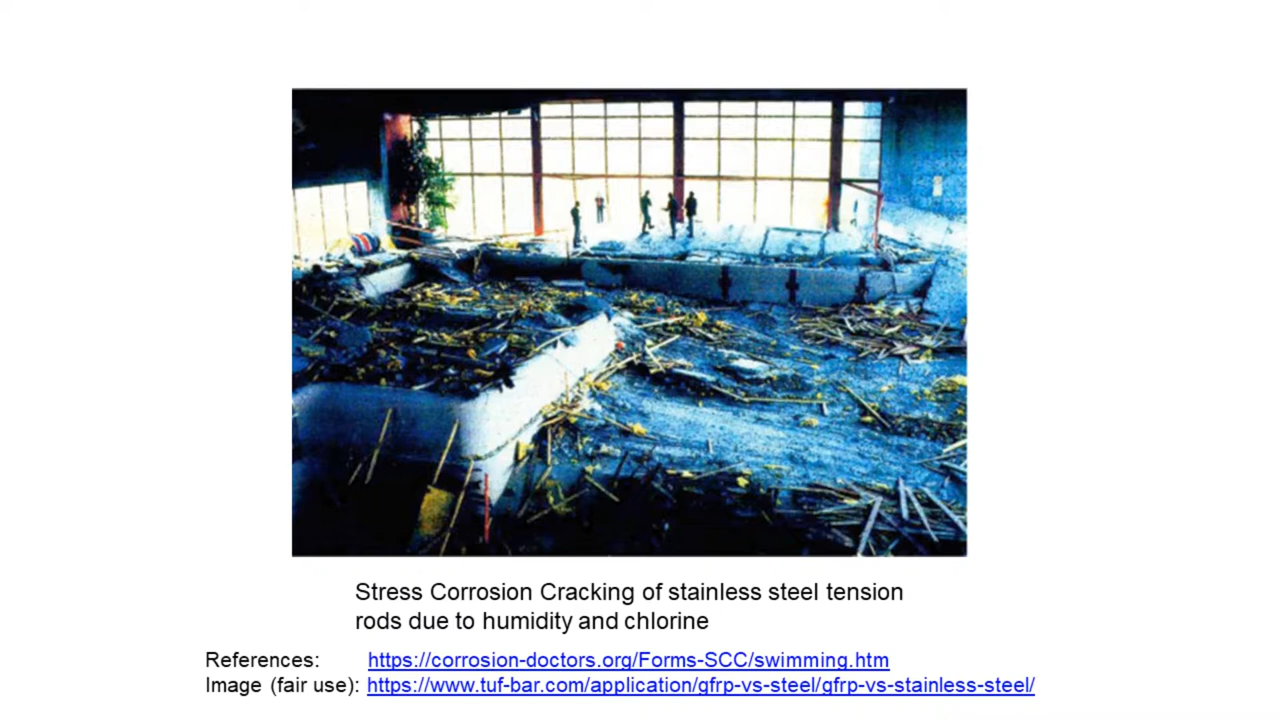 Stress Corrosion Cracking of stainless steel tension
rods due to humidity and chlorine
References: https://corrosion-doctors.org/Forms-SCC/swimming.htm
Image (fair use): https://www.tuf-bar.com/application/gfrp-vs-steel/gfrp-vs-stainless-steel/